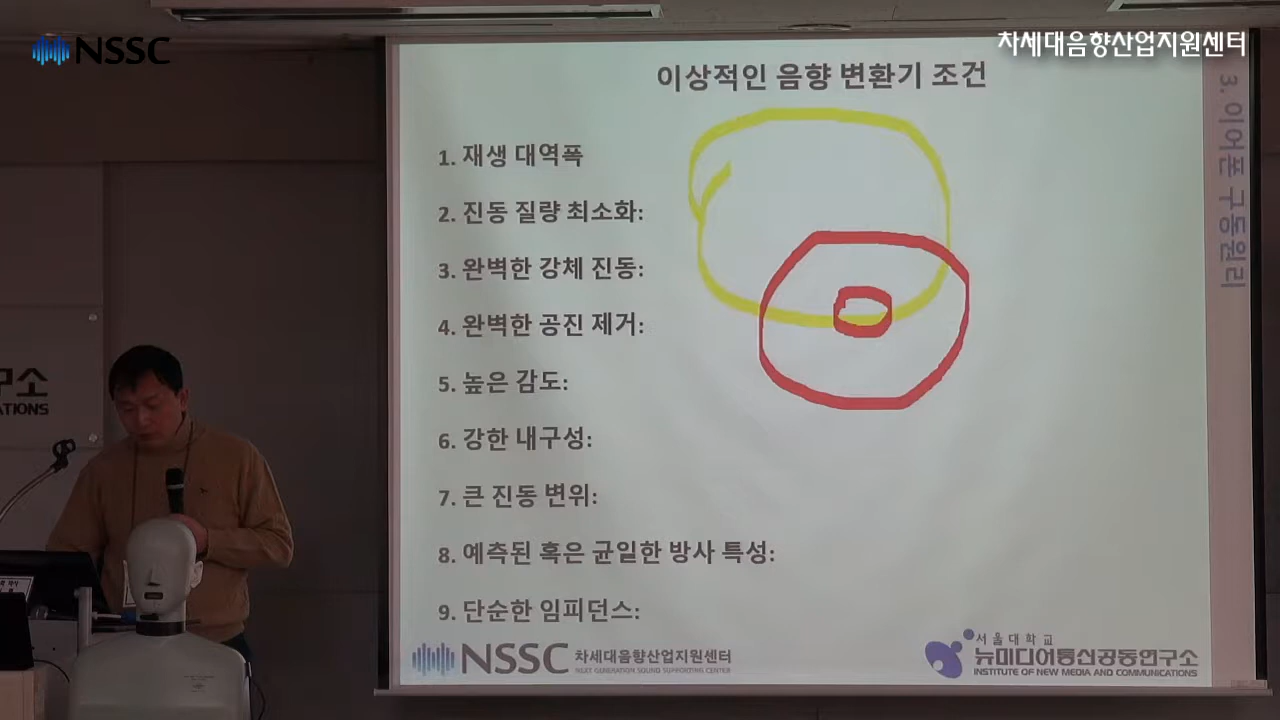 NSSC
차세대음향산업지원센터
이상적인 음향 변환기 조건
3. 이어폰 구동원리
1. 재생 대역폭
2. 진동 질량 최소화:
3. 완벽한 강체 진동:
4. 완벽한 공진 제거:
5. 높은 감도:
6. 강한 내구성:
7. 큰 진동 변위:
8. 예측된 혹은 균일한 방사 특성:
9. 단순한 임피던스:
NSSC 차세대음향산업지원센터
NEXT GENERATION SOUND SUPPORTING CENTER
서울대학교
뉴미디어통신공동연구소
INSTITUTE OF NEW MEDIA AND COMMUNICATIONS
구소
ATIONS